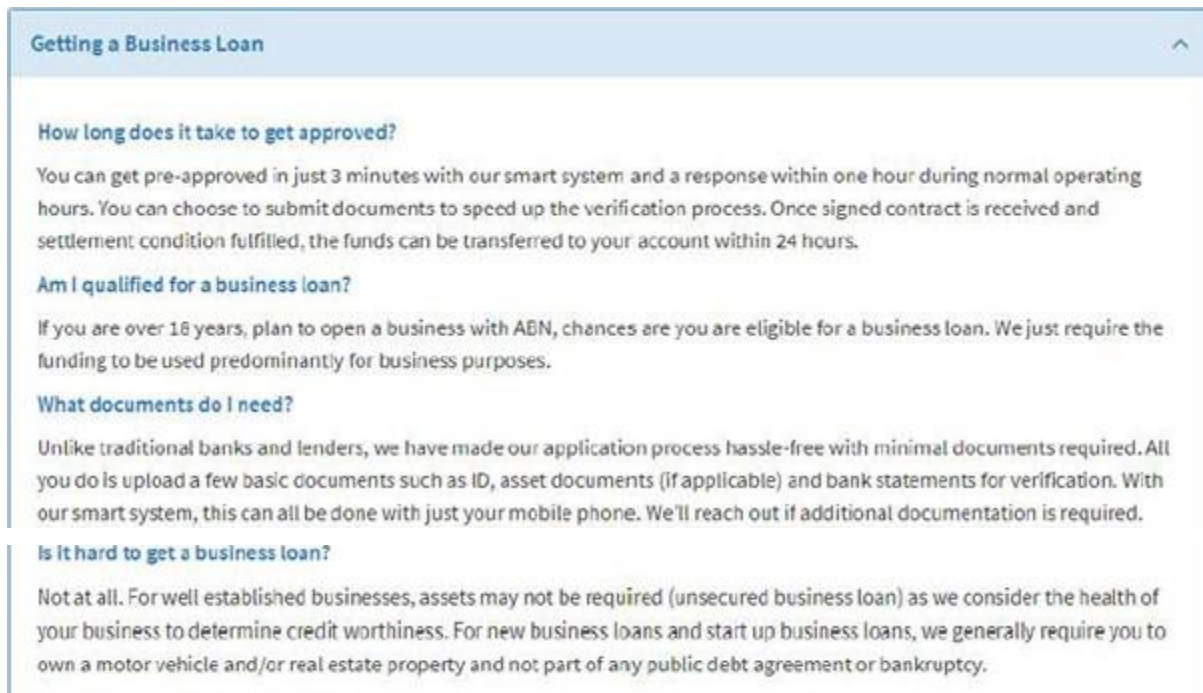 Getting a Business Loan
How long does it take to get approved?
You can get pre-approved in just 3 minutes with our smart system and a response within one hour during normal operating
hours. You can choose to submit documents to speed up the verification process. Once signed contract is received and
settlement condition fulfilled, the funds can be transferred to your account within 24 hours.
Am I qualified for a business loan?
If you are over 18 years, plan to open a business with ABN, chances are you are eligible for a business loan. We just require the
funding to be used predominantly for business purposes.
What documents do I need?
Unlike traditional banks and lenders, we have made our application process hassle-free with minimal documents required. All
you do is upload a few basic documents such as ID, asset documents (if applicable) and bank statements for verification. With
our smart system, this can all be done with just your mobile phone. We'll reach out if additional documentation is required.
Is it hard to get a business loan?
Not at all. For well established businesses, assets may not be required (unsecured business loan) as we consider the health of
your business to determine credit worthiness. For new business loans and start up business loans, we generally require you to
own a motor vehicle and/or real estate property and not part of any public debt agreement or bankruptcy.